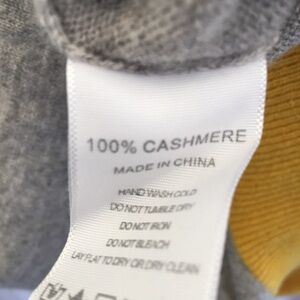 100% CASHMERE
MADE IN CHINA
HAND WASH COLD
DO NOT TUMBLE DRY
DO NOT IRON
DO NOT BLEACH
LAY FLAT TO DRY OR DRY CLEAN